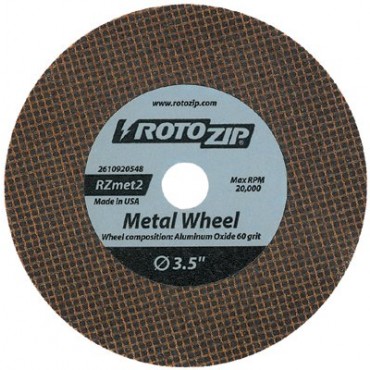 www.rotozip.com
ROTOZIP
2610920548
RZmet2
Made in USA
Max RPM
20,000
Metal Wheel
Wheel composition: Aluminum Oxide 60 grit
Ø 3.5"